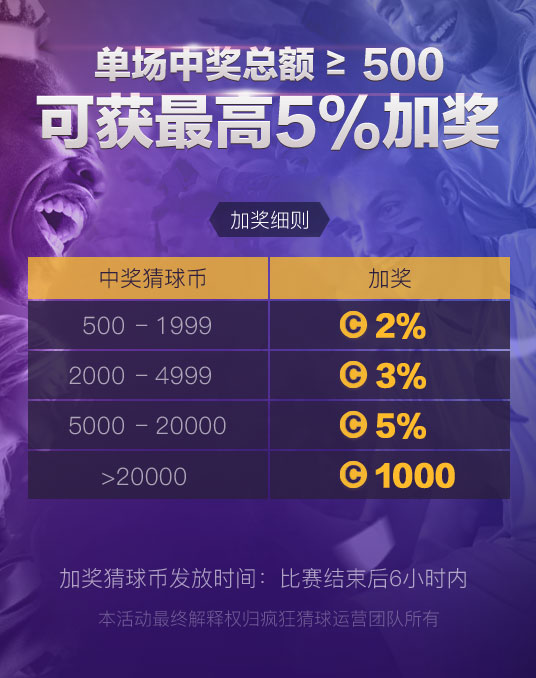 单场中奖总额 ≥ 500
可获最高5%加奖
加奖细则
中奖猜球币 加奖
500 - 1999 C 2%
2000 - 4999 C 3%
5000 - 20000 C 5%
>20000 C 1000
加奖猜球币发放时间：比赛结束后6小时内
本活动最终解释权归疯狂猜球运营团队所有